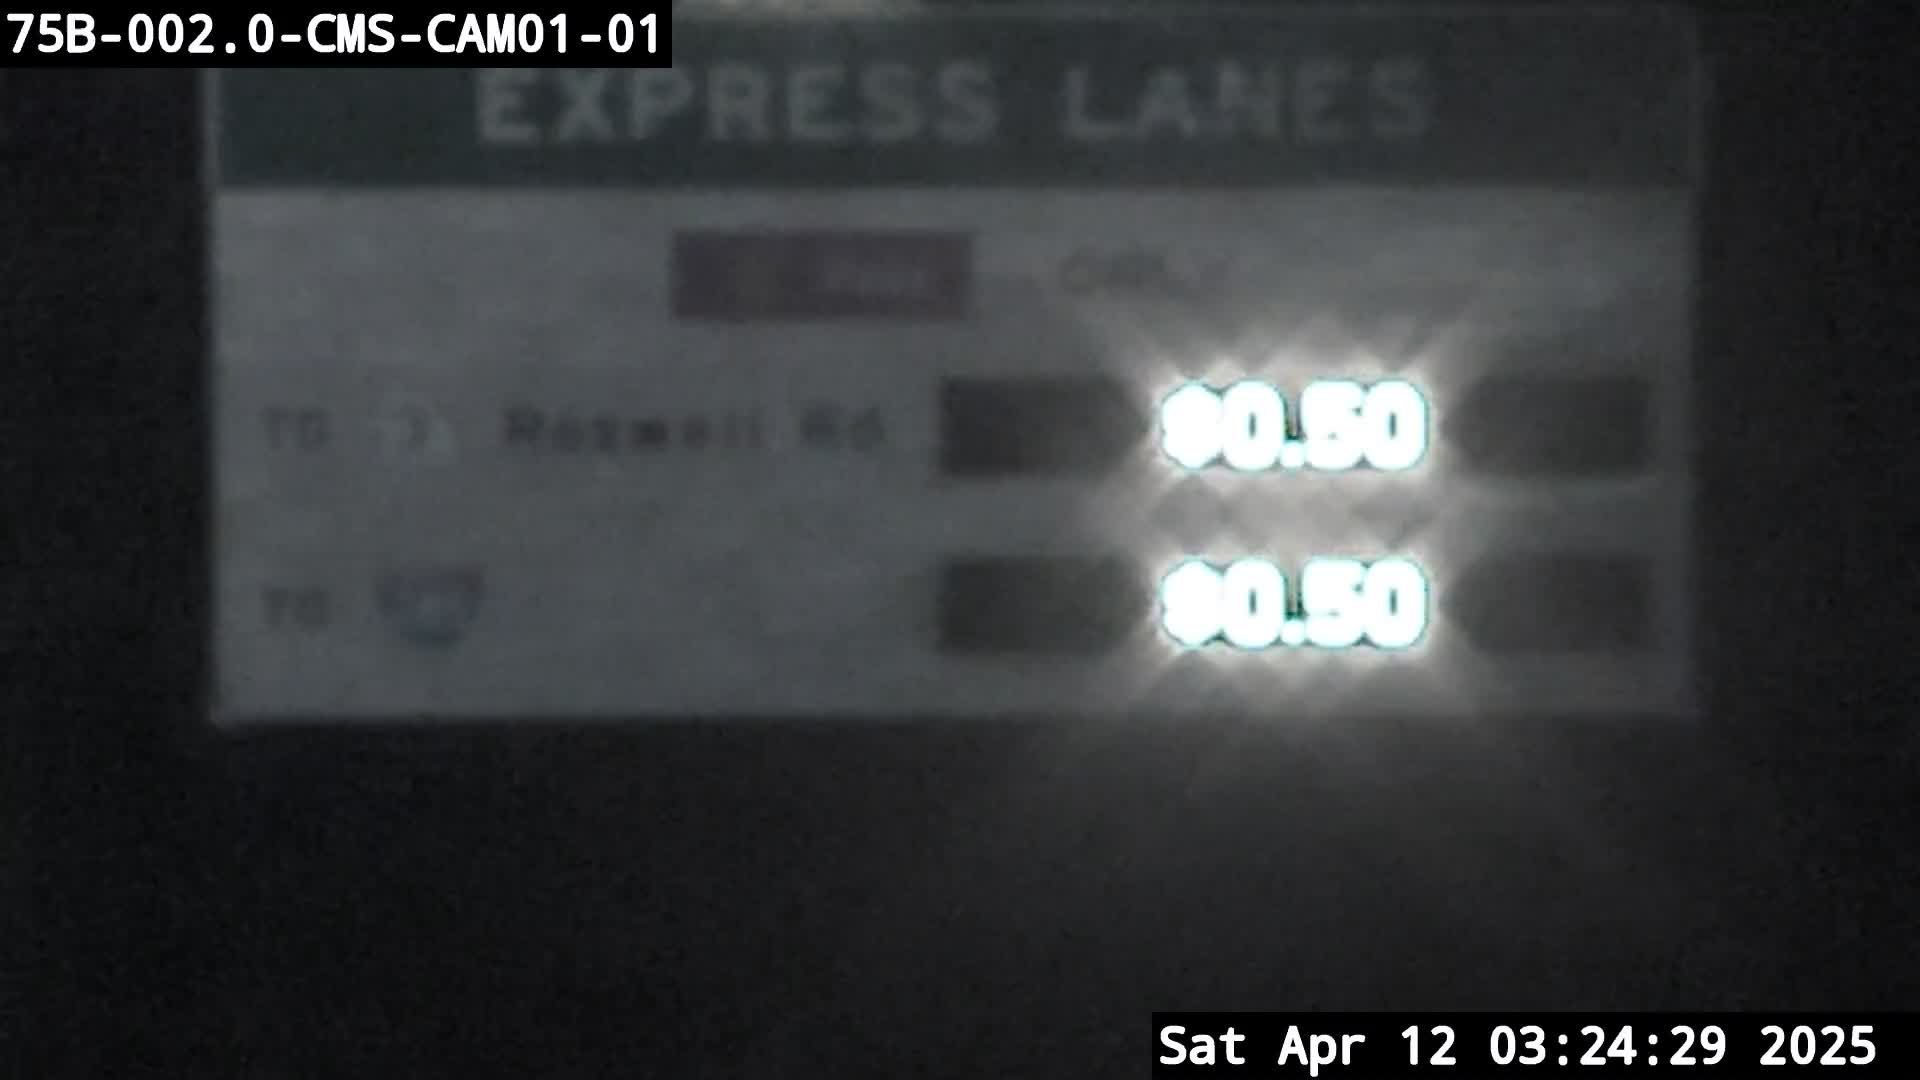 75B-002.0-CMS-CAM01-01
EXPRESS LANES
ONLY
TO Roswell Rd $0.50
TO $0.50
Sat Apr 12 03:24:29 2025